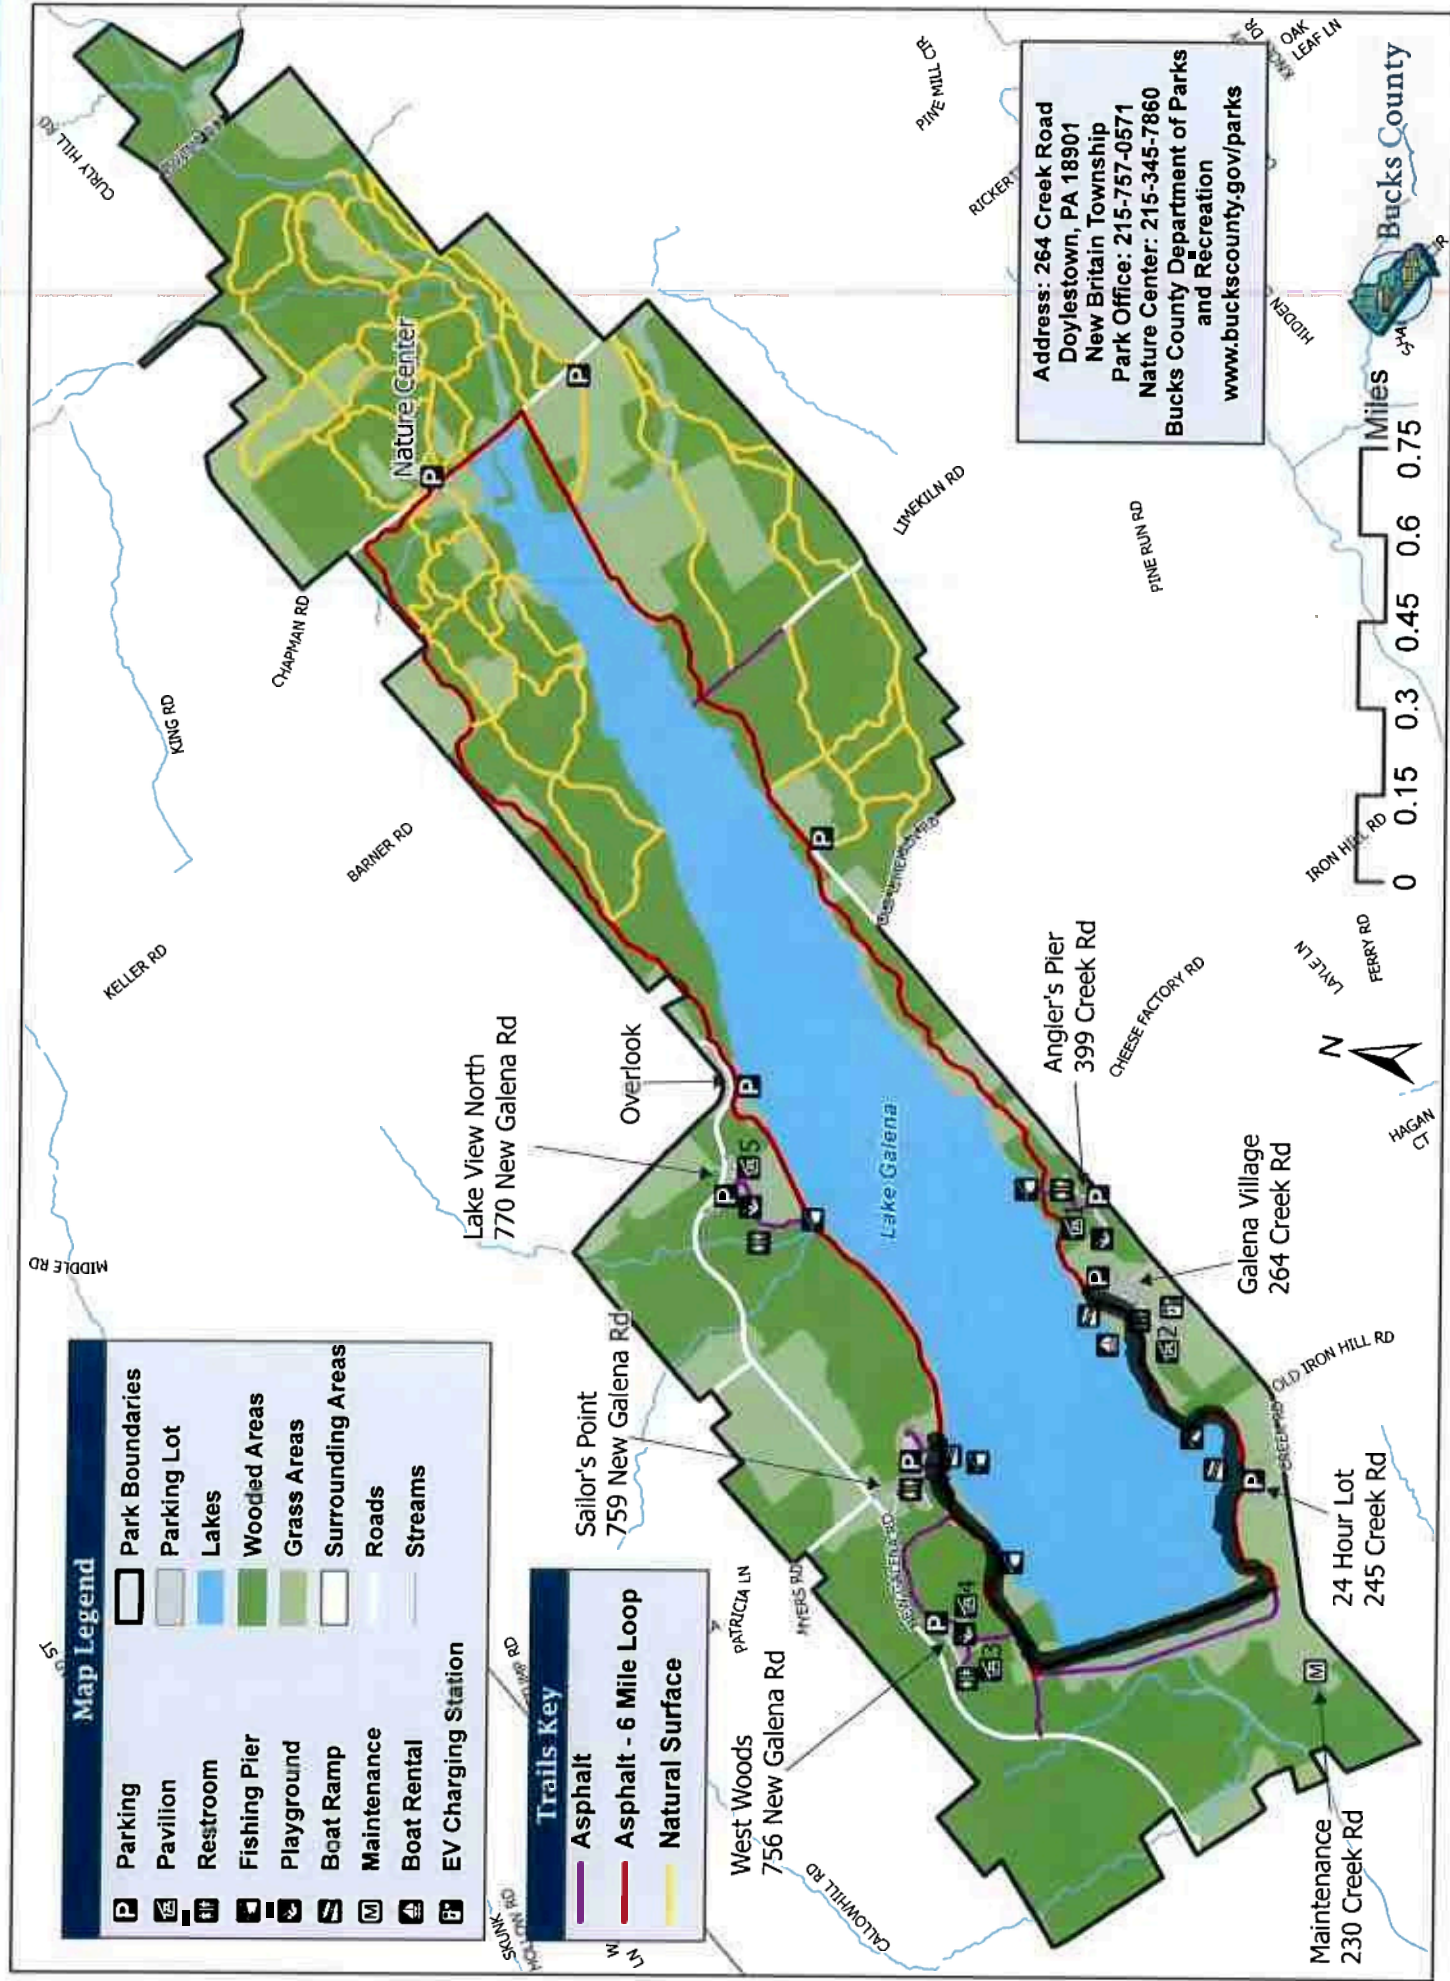 Map Legend
Parking
Pavilion
Restroom
Fishing Pier
Playground
Boat Ramp
Maintenance
Boat Rental
EV Charging Station
Park Boundaries
Parking Lot
Lakes
Wooded Areas
Grass Areas
Surrounding Areas
Roads
Streams
Trails Key
Asphalt
Asphalt - 6 Mile Loop
Natural Surface
MIDDLE RD
KELLER RD
KING RD
BARNER RD
CHAPMAN RD
CURLY HILL RD
Nature Center
Lake View North
770 New Galena Rd
Overlook
Sailor's Point
759 New Galena Rd
PATRICIA LN
MYERS RD
West Woods
756 New Galena Rd
CALLOWHILL RD
SKUNK
Maintenance
230 Creek Rd
24 Hour Lot
245 Creek Rd
CREEK RD
OLD IRON HILL RD
Galena Village
264 Creek Rd
Angler's Pier
399 Creek Rd
Lake Galena
CHEESE FACTORY RD
HAGAN
CT
LAYLE LN
FERRY RD
IRON HILL RD
LIMEKILN RD
PINE RUN RD
PINE MILL CIR
RICKERT
HIDDEN
OAK
LEAF LN
P
P
P
P
P
P
P
P
P
P
M
1
2
3
4
5
N
0 0.15 0.3 0.45 0.6 0.75
Miles
Address: 264 Creek Road
Doylestown, PA 18901
New Britain Township
Park Office: 215-757-0571
Nature Center: 215-345-7860
Bucks County Department of Parks
and Recreation
www.buckscounty.gov/parks
Bucks County